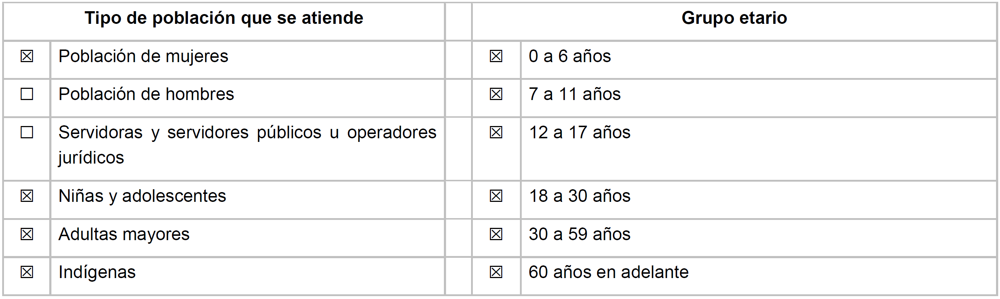 Tipo de población que se atiende Grupo etario
☒ Población de mujeres ☒ 0 a 6 años
☐ Población de hombres ☒ 7 a 11 años
☐ Servidoras y servidores públicos u operadores ☒ 12 a 17 años
jurídicos
☒ Niñas y adolescentes ☒ 18 a 30 años
☒ Adultas mayores ☒ 30 a 59 años
☒ Indígenas ☒ 60 años en adelante